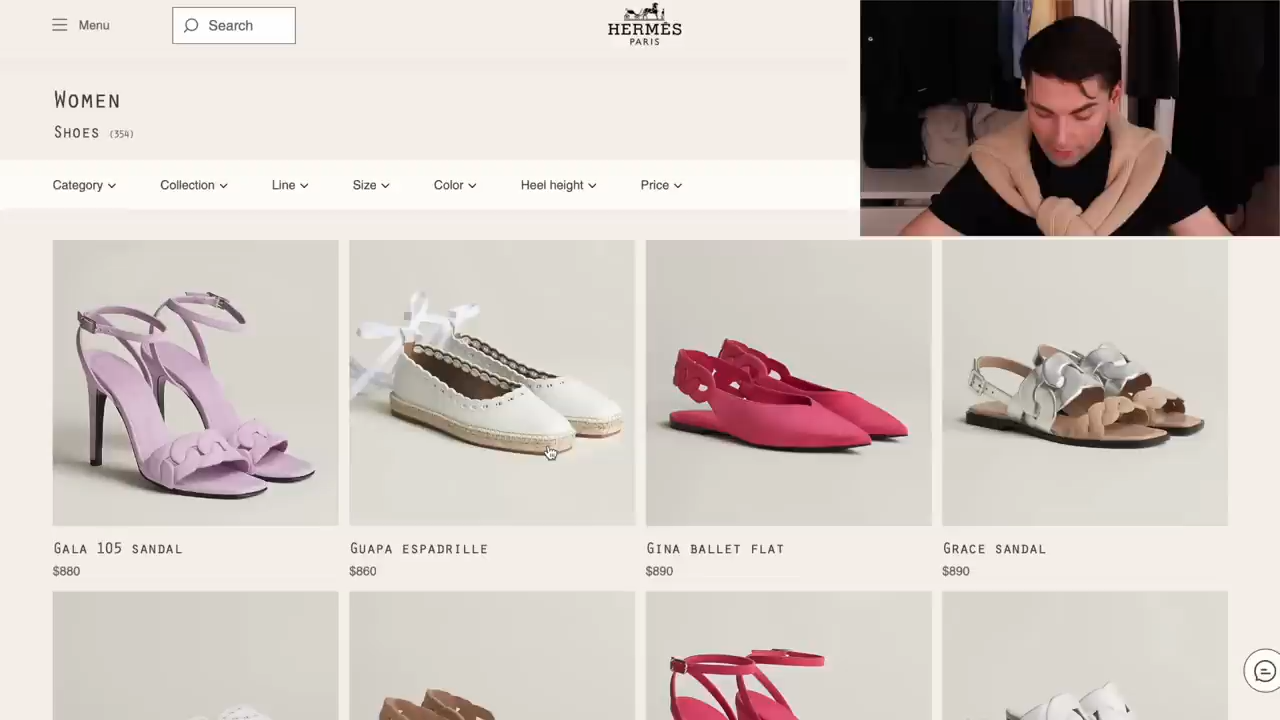 Menu
Search
HERMÈS
PARIS
Women
Shoes (354)
Category
Collection
Line
Size
Color
Heel height
Price
Gala 105 sandal
$880
Guapa espadrille
$860
Gina ballet flat
$890
Grace sandal
$890